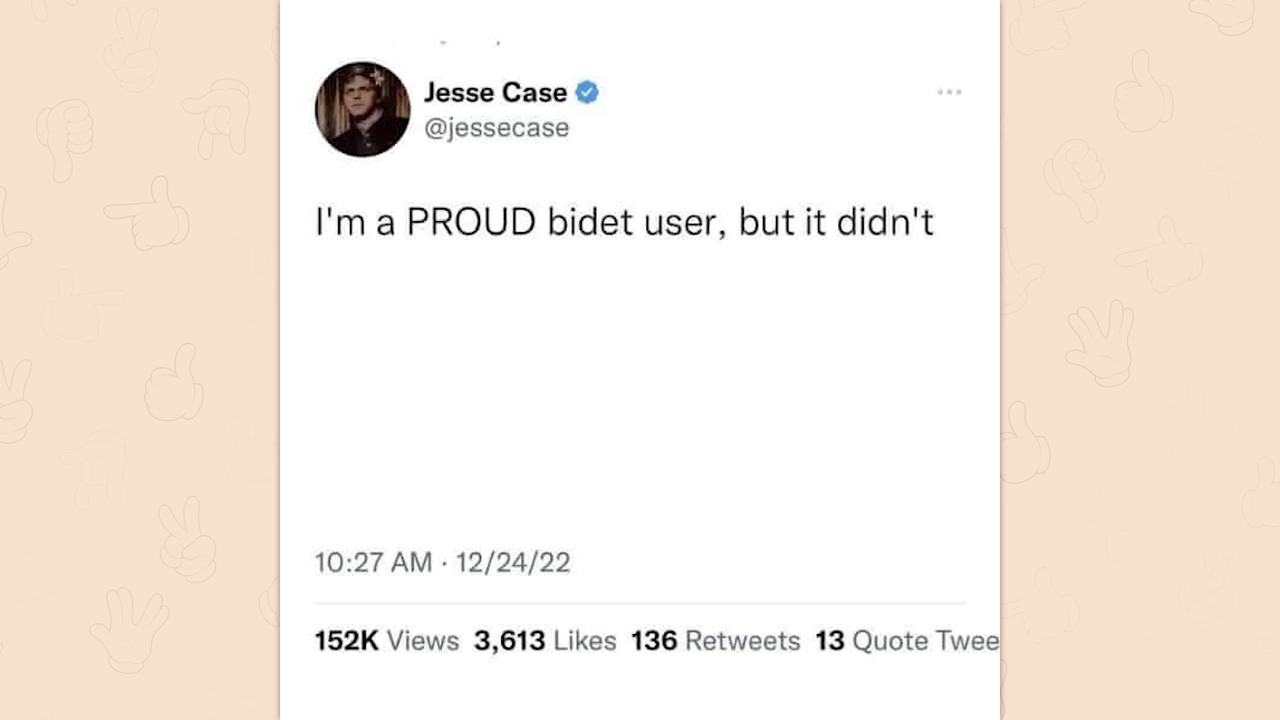 Jesse Case
@jessecase
I'm a PROUD bidet user, but it didn't
10:27 AM · 12/24/22
152K Views 3,613 Likes 136 Retweets 13 Quote Twee